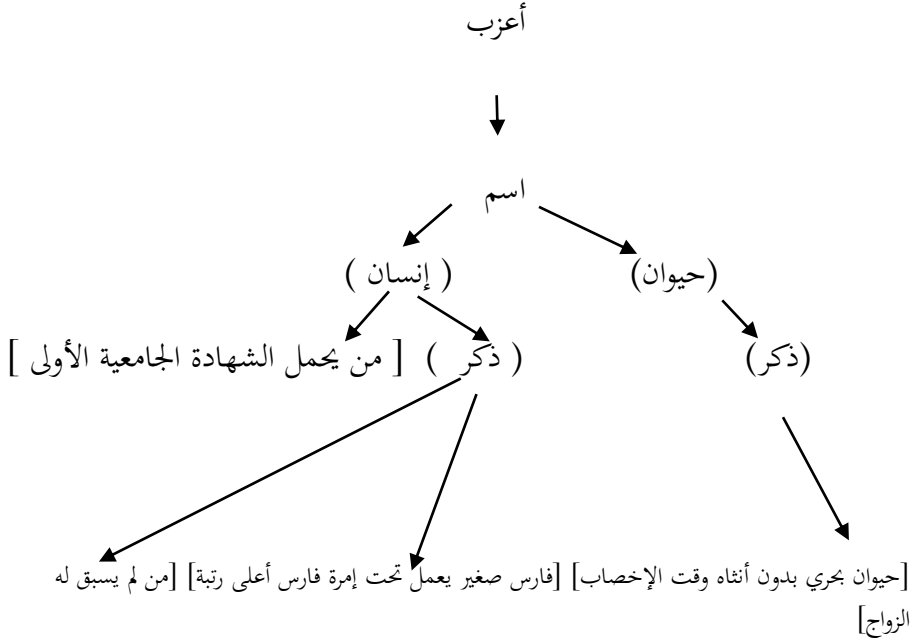 أعزب
اسم
(حيوان) ( إنسان )
(ذكر) ( ذكر ) [ من يحمل الشهادة الجامعية الأولى ]
[حيوان بحري بدون أنثاه وقت الإخصاب] [فارس صغير يعمل تحت إمرة فارس أعلى رتبة] [من لم يسبق له
الزواج]